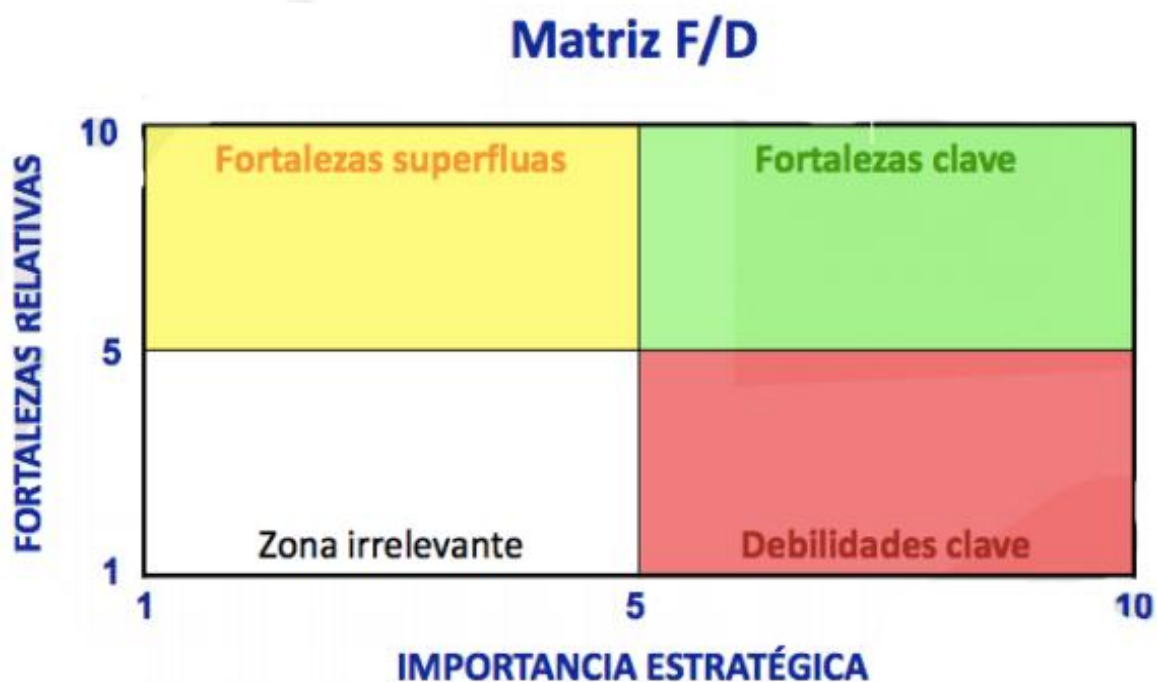 Matriz F/D
10
Fortalezas superfluas
Fortalezas clave
FORTALEZAS RELATIVAS
5
Zona irrelevante
Debilidades clave
1
1
5
10
IMPORTANCIA ESTRATÉGICA